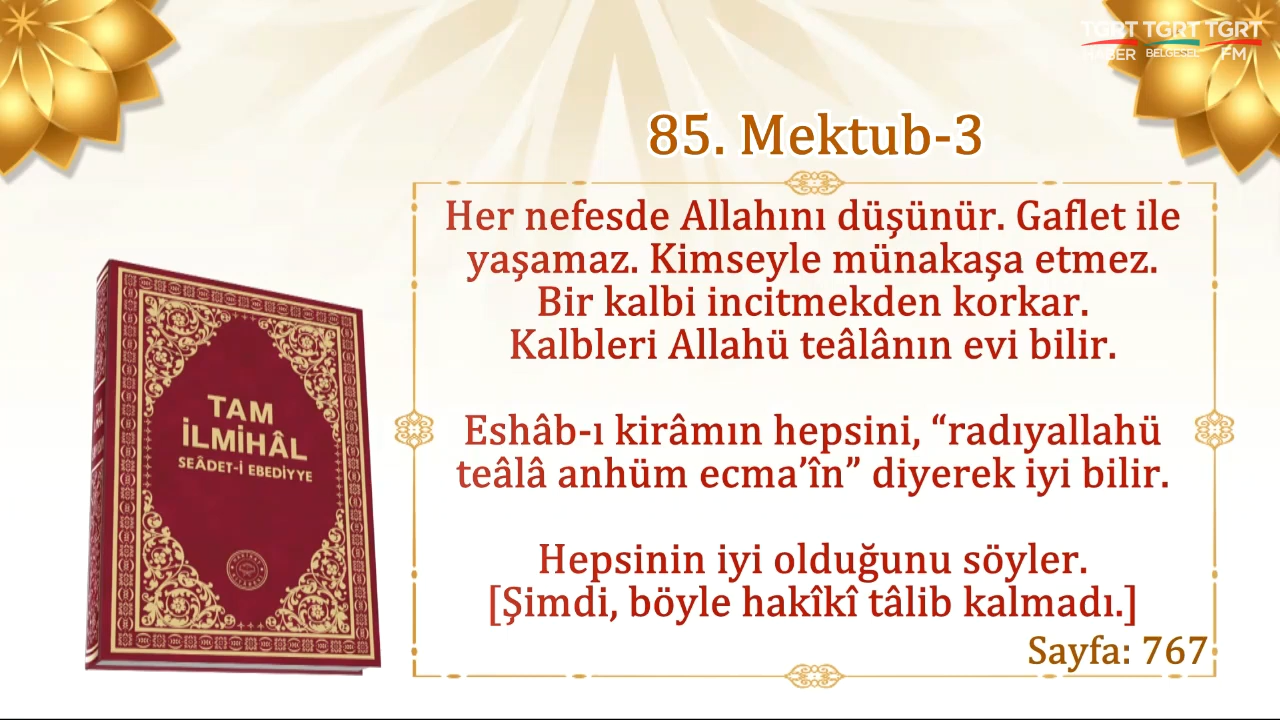 TGRT TGRT TGRT
HABER BELGESEL FM
85. Mektub-3
Her nefesde Allahını düşünür. Gaflet ile
yaşamaz. Kimseyle münakaşa etmez.
Bir kalbi incitmekden korkar.
Kalbleri Allahü teâlânın evi bilir.
Eshâb-ı kirâmın hepsini, “radıyallahü
teâlâ anhüm ecma’în” diyerek iyi bilir.
Hepsinin iyi olduğunu söyler.
[Şimdi, böyle hakîkî tâlib kalmadı.]
Sayfa: 767
TAM
İLMİHÂL
SEÂDET-İ EBEDİYYE